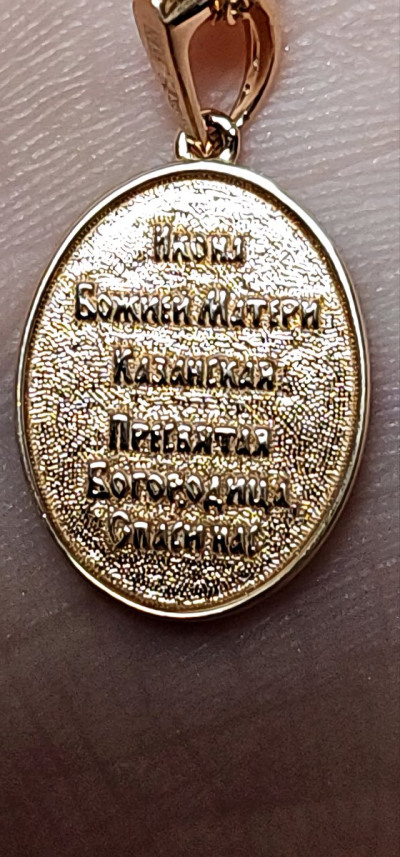 Икона
Божией Матери
Казанская
Пресвятая
Богородица,
Спаси нас